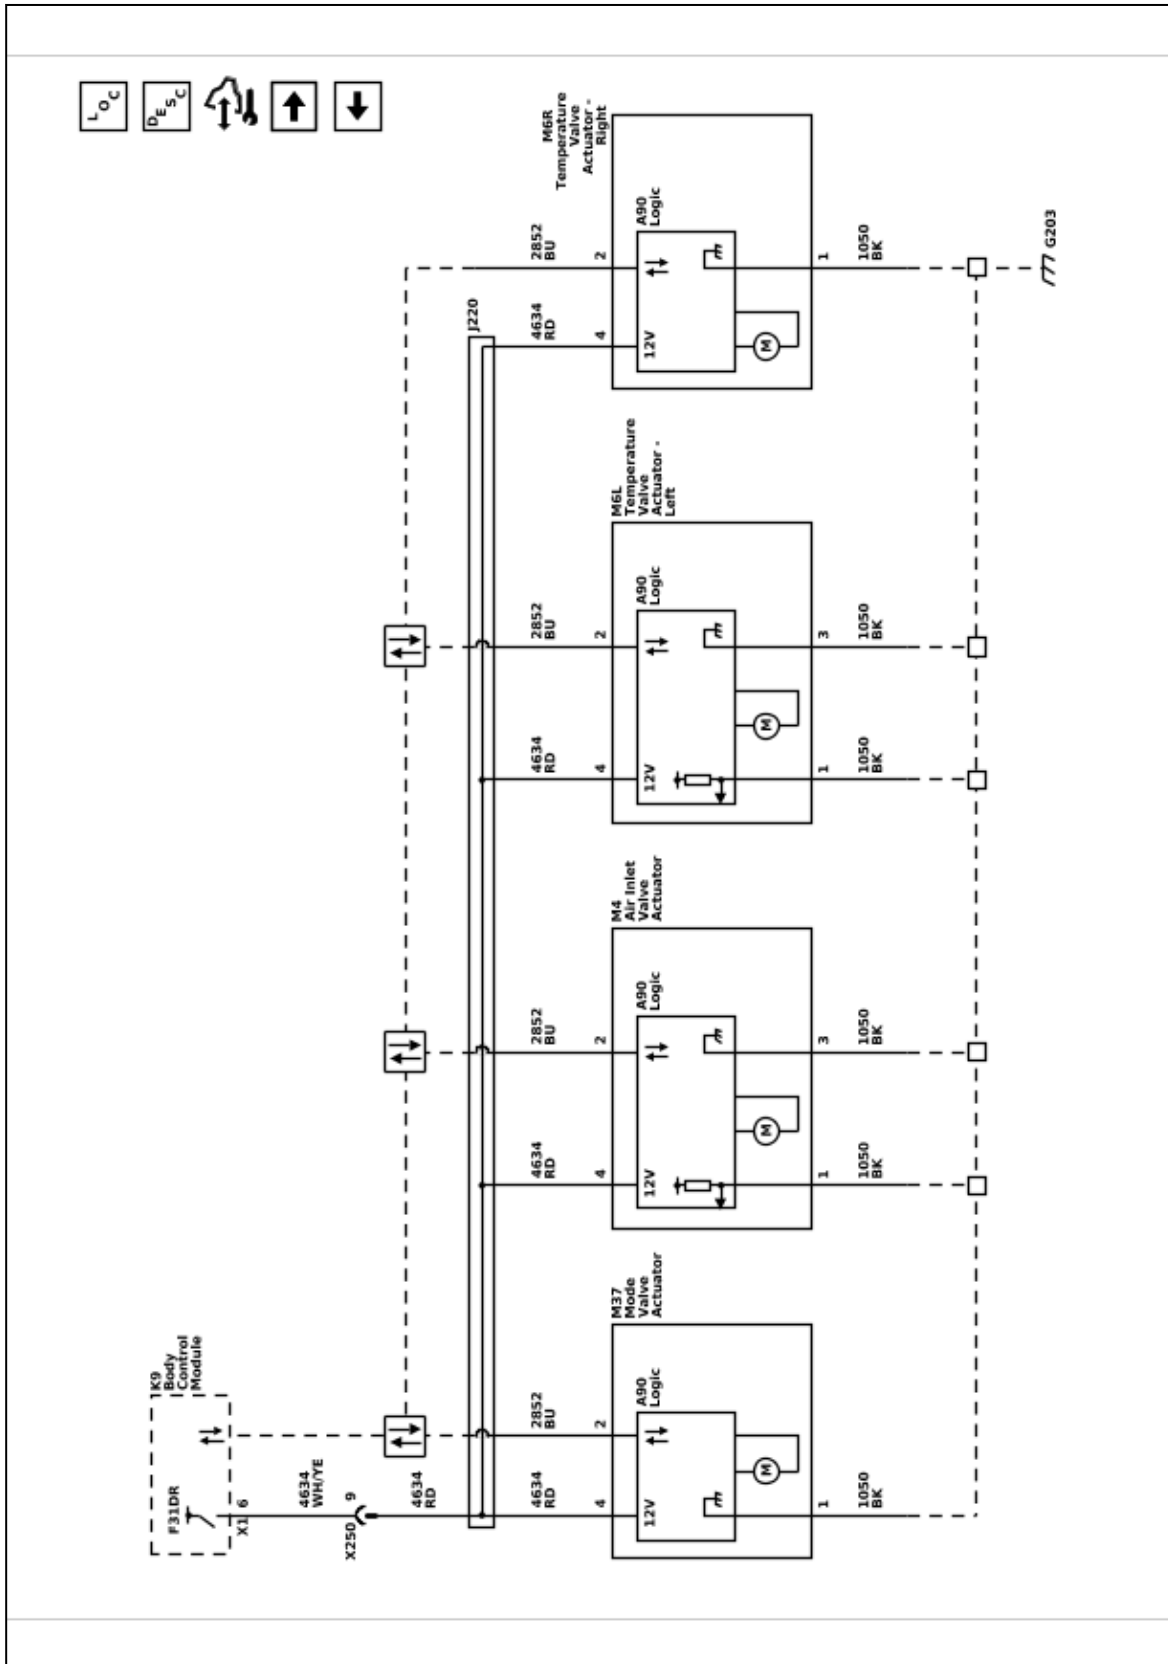 LOC
DESC
K9
Body
Control
Module
F31DR
6
X1
4634
WH/YE
9
X250
4634
RD
J220
4634
RD
2852
BU
4634
RD
2852
BU
4634
RD
2852
BU
4634
RD
2852
BU
4
2
4
2
4
2
4
2
M37
Mode
Valve
Actuator
A90
Logic
12V
M
1
1050
BK
M4
Air Inlet
Valve
Actuator
A90
Logic
12V
M
1
3
1050
BK
1050
BK
M6L
Temperature
Valve
Actuator -
Left
A90
Logic
12V
M
1
3
1050
BK
1050
BK
M6R
Temperature
Valve
Actuator -
Right
A90
Logic
12V
M
1
1050
BK
G203